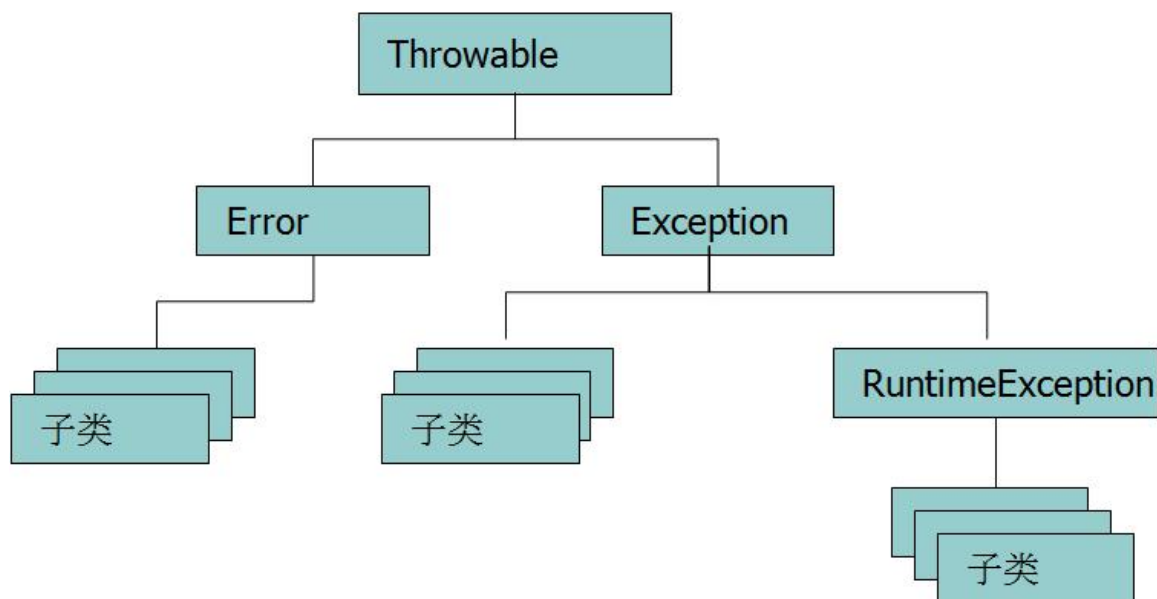 Throwable
Error
Exception
子类
子类
RuntimeException
子类